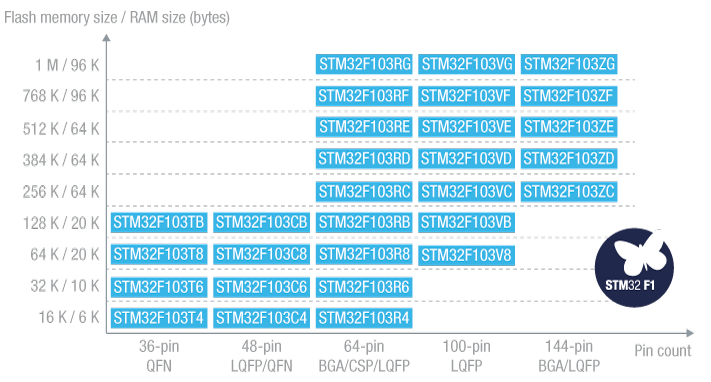 Flash memory size / RAM size (bytes)
1 M / 96 K STM32F103RG STM32F103VG STM32F103ZG
768 K / 96 K STM32F103RF STM32F103VF STM32F103ZF
512 K / 64 K STM32F103RE STM32F103VE STM32F103ZE
384 K / 64 K STM32F103RD STM32F103VD STM32F103ZD
256 K / 64 K STM32F103RC STM32F103VC STM32F103ZC
128 K / 20 K STM32F103TB STM32F103CB STM32F103RB STM32F103VB
64 K / 20 K STM32F103T8 STM32F103C8 STM32F103R8 STM32F103V8
32 K / 10 K STM32F103T6 STM32F103C6 STM32F103R6
STM32 F1
16 K / 6 K STM32F103T4 STM32F103C4 STM32F103R4
36-pin 48-pin 64-pin 100-pin 144-pin Pin count
QFN LQFP/QFN BGA/CSP/LQFP LQFP BGA/LQFP